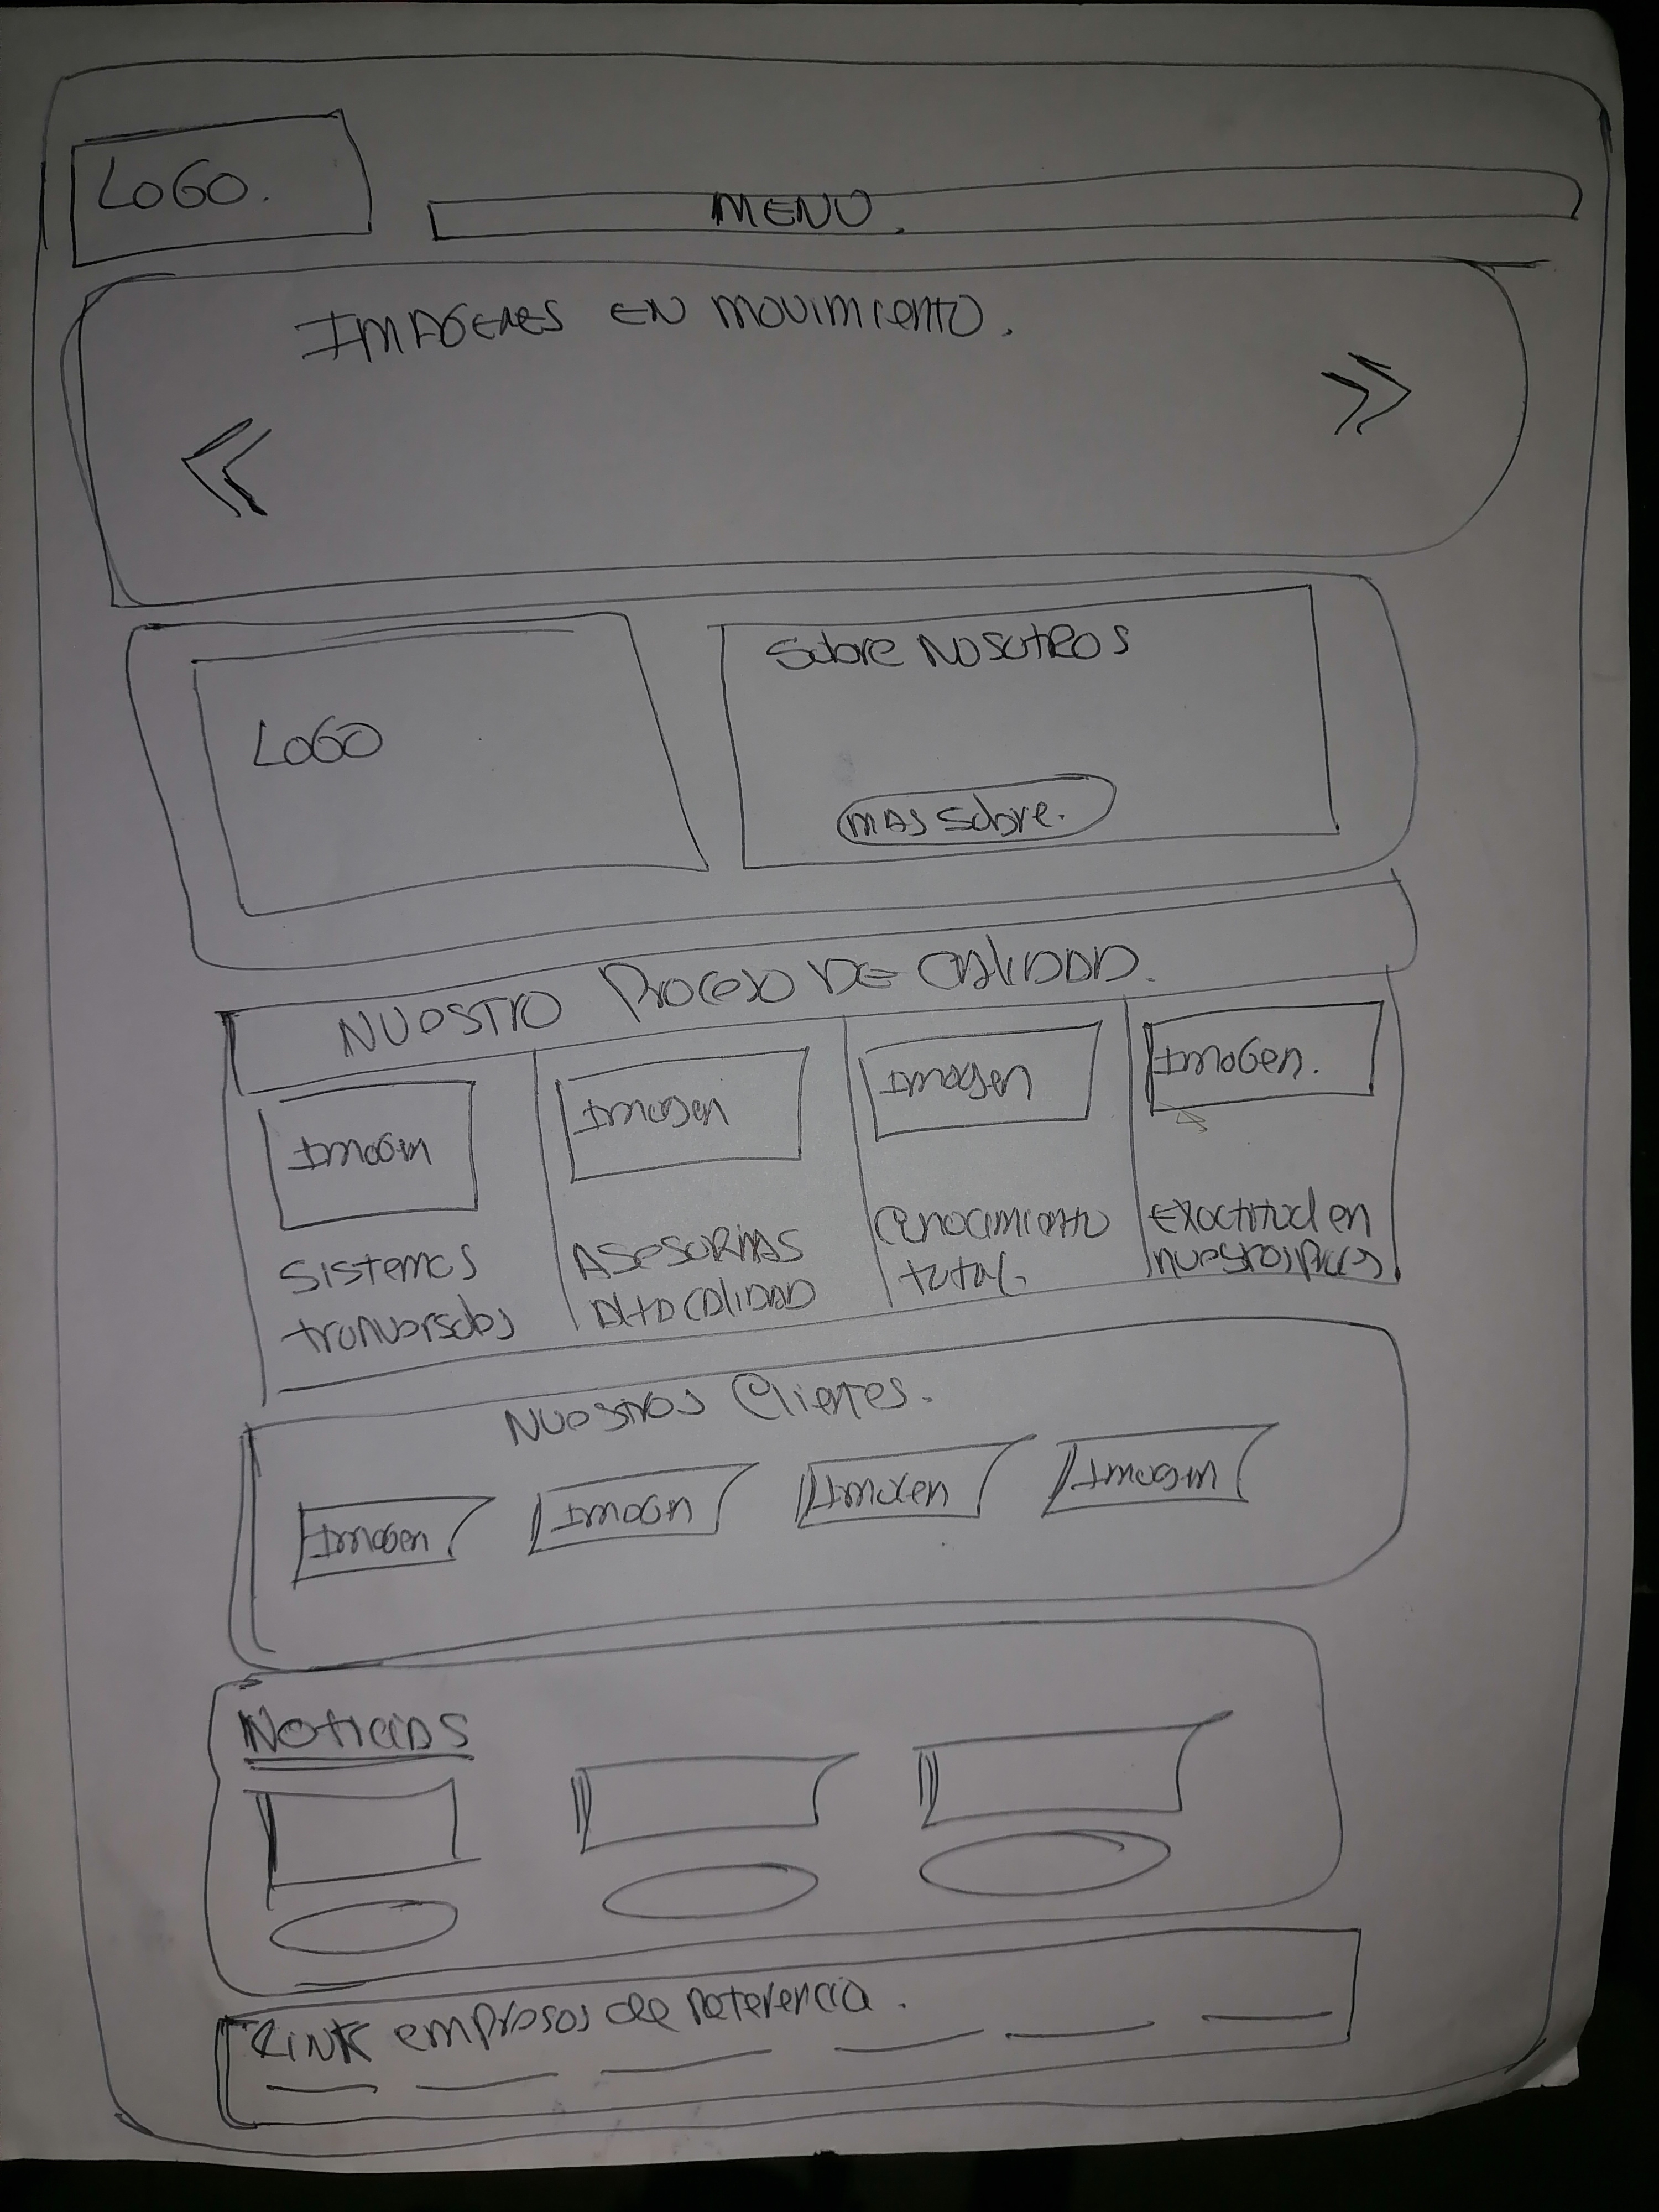 LOGO.
MENU.
IMAGENES EN MOVIMIENTO.
LOGO
Sobre NOSOTROS
MAS Sobre.
NUESTRO PROCESO DE CALIDAD.
Imagen
Imagen
Imagen
Imagen.
Sistemas
tranversales
ASESORIAS
ALTA CALIDAD
Conocimiento
total.
Exactitud en
nuestros
Nuestros Clientes.
Imagen
Imagen
Imagen
Imagen
Noticias
LINK empresas de referencia.